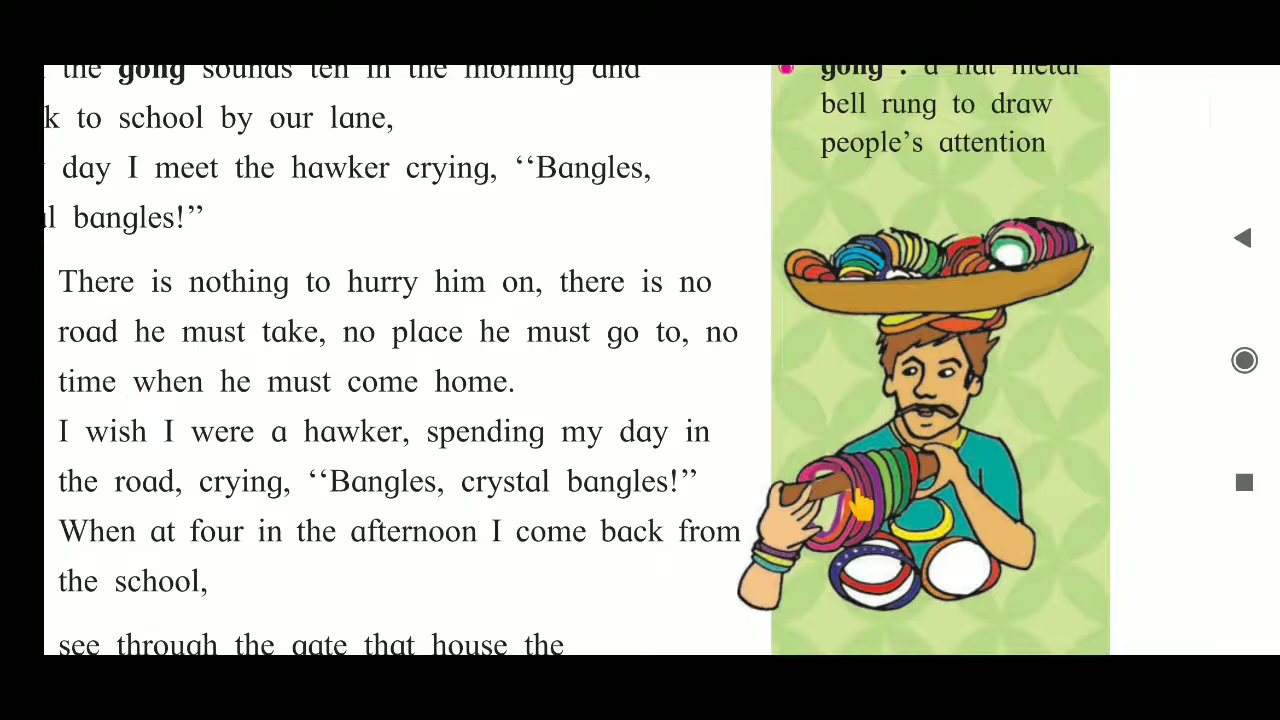 the gong sounds ten in the morning and
k to school by our lane,
day I meet the hawker crying, ‘‘Bangles,
al bangles!’’
There is nothing to hurry him on, there is no
road he must take, no place he must go to, no
time when he must come home.
I wish I were a hawker, spending my day in
the road, crying, ‘‘Bangles, crystal bangles!’’
When at four in the afternoon I come back from
the school,
see through the gate that house the
gong : a flat metal
bell rung to draw
people’s attention